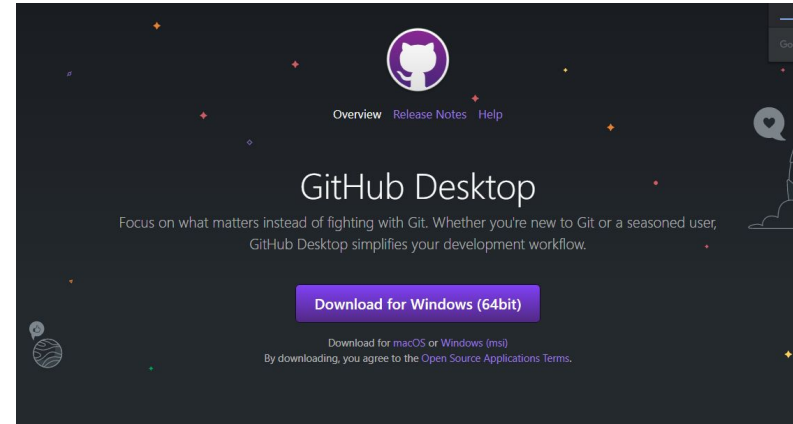 Go
Overview Release Notes Help
GitHub Desktop
Focus on what matters instead of fighting with Git. Whether you're new to Git or a seasoned user,
GitHub Desktop simplifies your development workflow.
Download for Windows (64bit)
Download for macOS or Windows (msi)
By downloading, you agree to the Open Source Applications Terms.